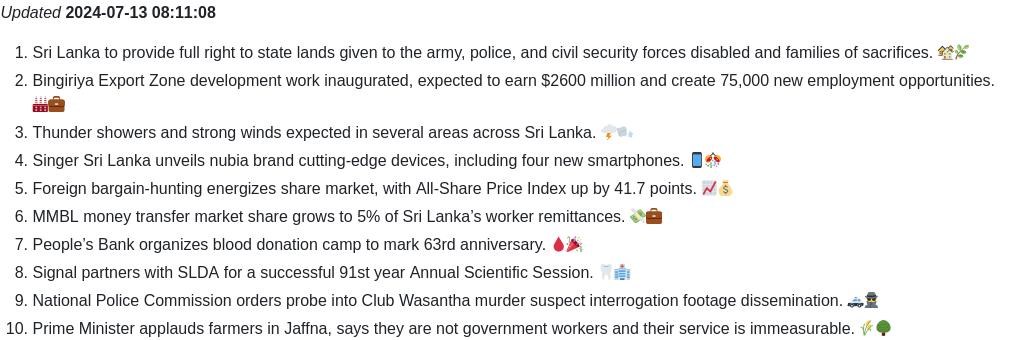 Updated 2024-07-13 08:11:08
1. Sri Lanka to provide full right to state lands given to the army, police, and civil security forces disabled and families of sacrifices. 🏘️🌿
2. Bingiriya Export Zone development work inaugurated, expected to earn $2600 million and create 75,000 new employment opportunities.
🏭💼
3. Thunder showers and strong winds expected in several areas across Sri Lanka. 🌩️🌬️
4. Singer Sri Lanka unveils nubia brand cutting-edge devices, including four new smartphones. 📱🎊
5. Foreign bargain-hunting energizes share market, with All-Share Price Index up by 41.7 points. 📈💰
6. MMBL money transfer market share grows to 5% of Sri Lanka’s worker remittances. 💸💼
7. People’s Bank organizes blood donation camp to mark 63rd anniversary. 🩸🎉
8. Signal partners with SLDA for a successful 91st year Annual Scientific Session. 🦷🏥
9. National Police Commission orders probe into Club Wasantha murder suspect interrogation footage dissemination. 🚓🕵️
10. Prime Minister applauds farmers in Jaffna, says they are not government workers and their service is immeasurable. 🌾🌳